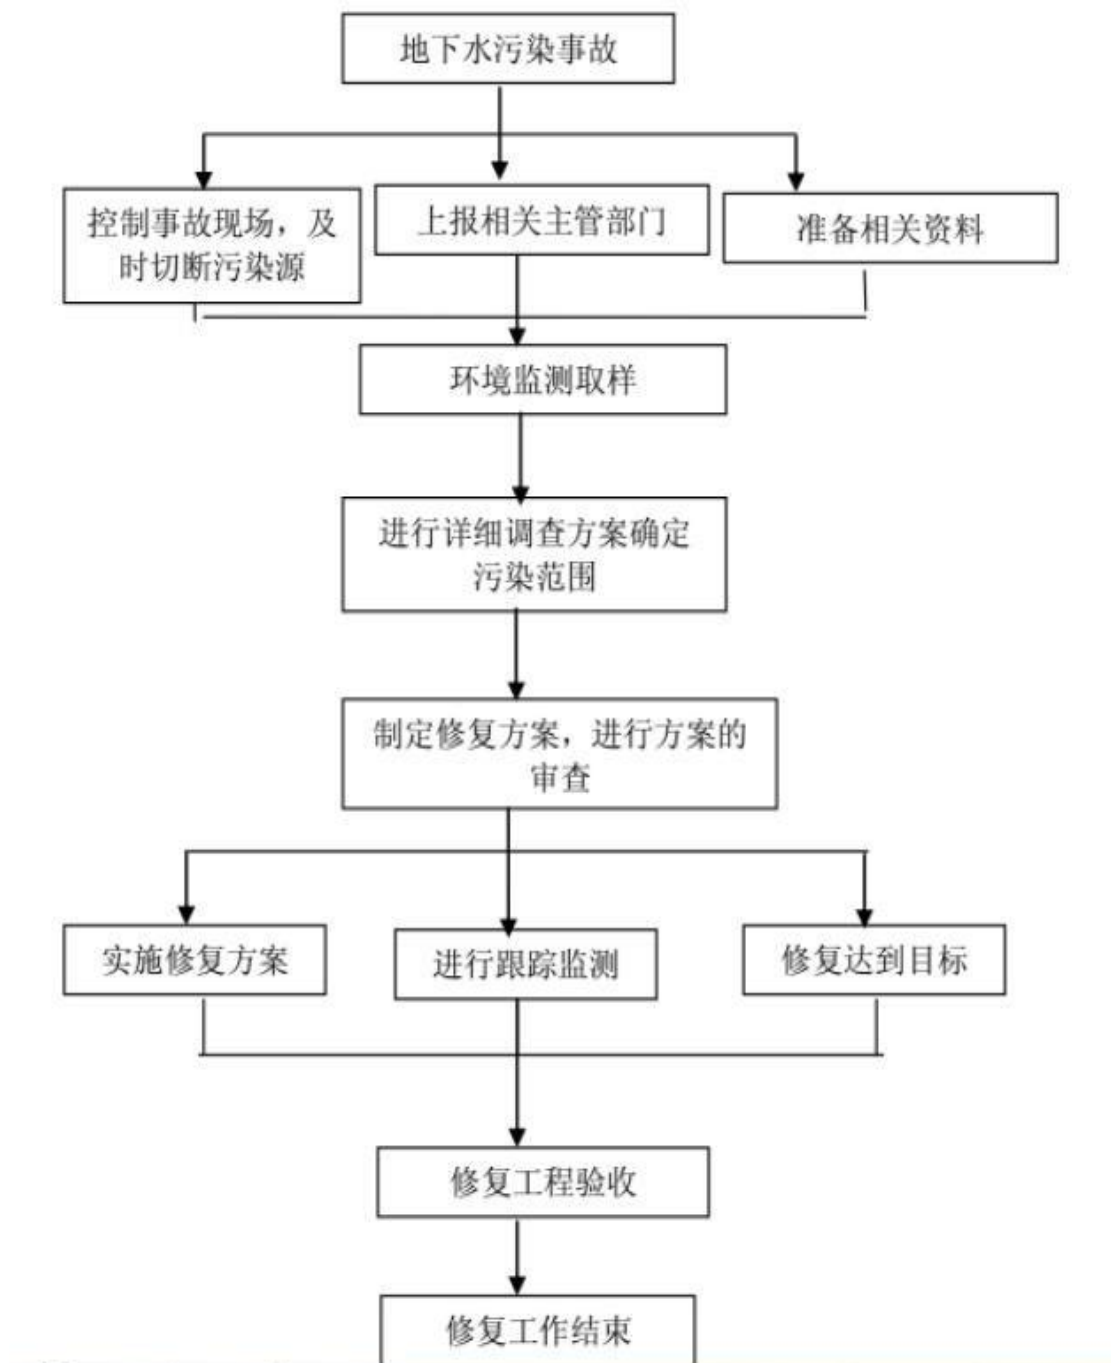 地下水污染事故
控制事故现场，及
时切断污染源
上报相关主管部门
准备相关资料
环境监测取样
进行详细调查方案确定
污染范围
制定修复方案，进行方案的
审查
实施修复方案
进行跟踪监测
修复达到目标
修复工程验收
修复工作结束